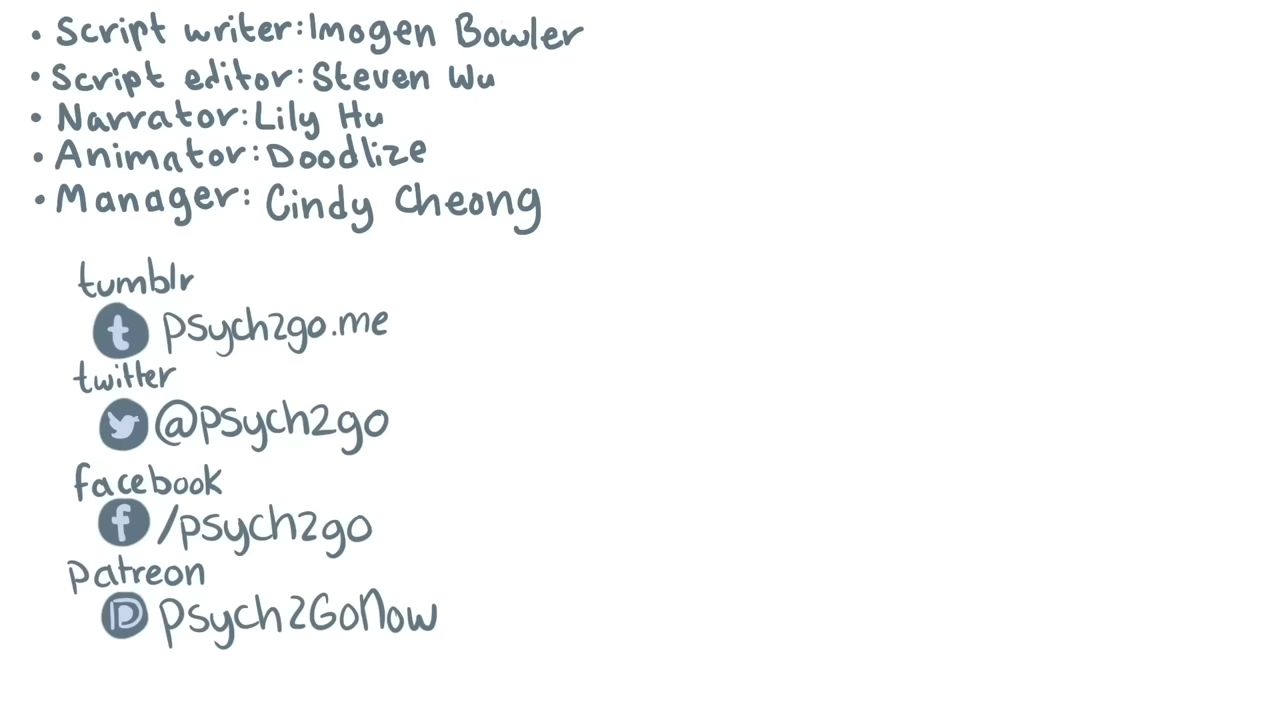 • Script writer:Imogen Bowler
• Script editor:Steven Wu
• Narrator:Lily Hu
• Animator:Doodlize
• Manager: Cindy Cheong
tumblr
t psych2go.me
twitter
@psych2go
facebook
f /psych2go
Patreon
P Psych2GoNow